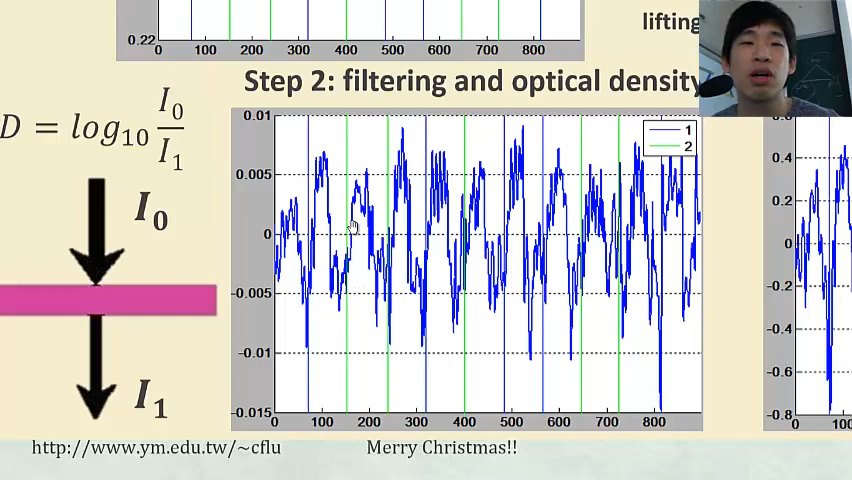 0.22
0 100 200 300 400 500 600 700 800
lifting
Step 2: filtering and optical density
D = log10 I0/I1
I0
I1
0.01
0.005
0
-0.005
-0.01
-0.015
1
2
0 100 200 300 400 500 600 700 800
0.4
0.2
0
-0.2
-0.4
-0.6
-0.8
0
http://www.ym.edu.tw/~cflu
Merry Christmas!!